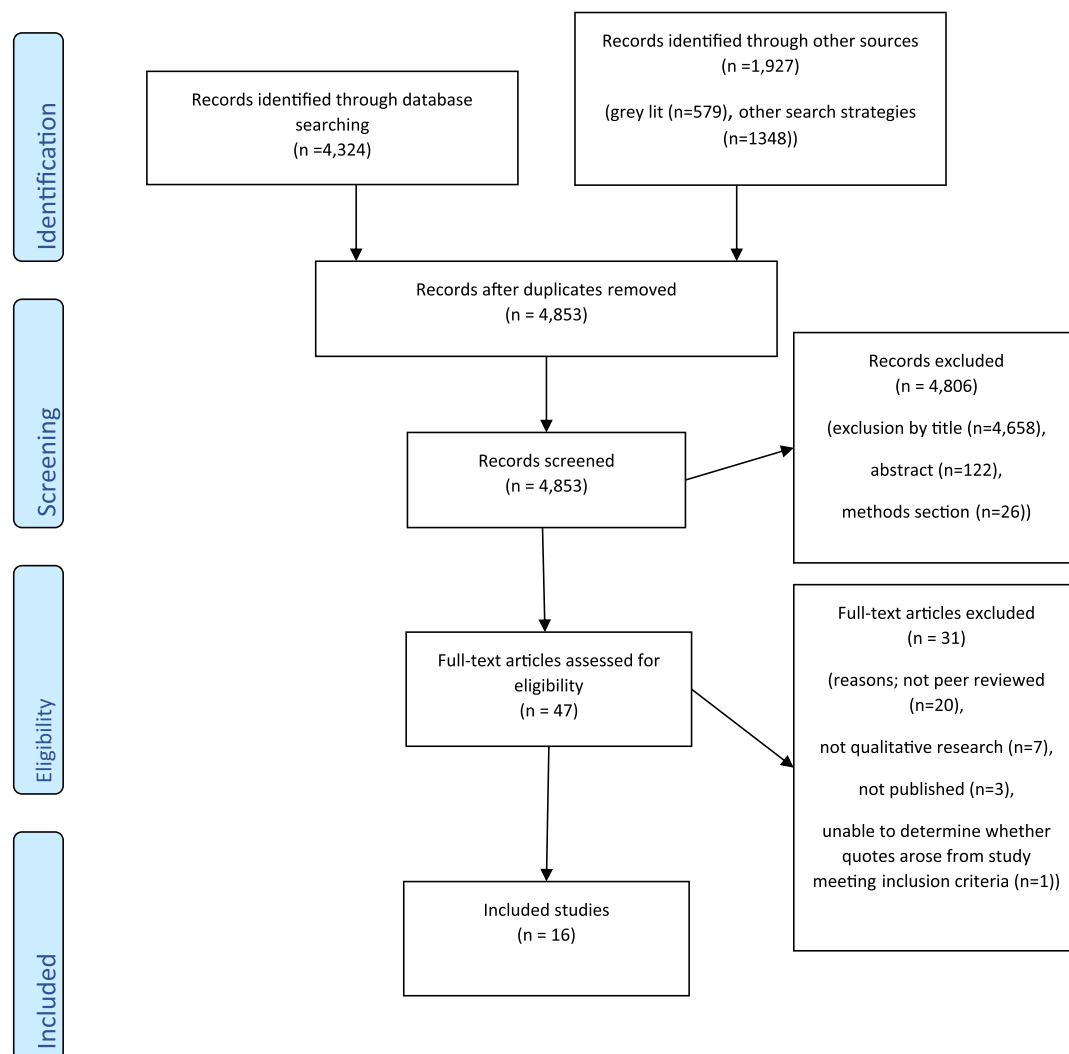 Identification
Records identified through database
searching
(n =4,324)
Records identified through other sources
(n =1,927)
(grey lit (n=579), other search strategies
(n=1348))
Records after duplicates removed
(n = 4,853)
Screening
Records screened
(n = 4,853)
Records excluded
(n = 4,806)
(exclusion by title (n=4,658),
abstract (n=122),
methods section (n=26))
Eligibility
Full-text articles assessed for
eligibility
(n = 47)
Full-text articles excluded
(n = 31)
(reasons; not peer reviewed
(n=20),
not qualitative research (n=7),
not published (n=3),
unable to determine whether
quotes arose from study
meeting inclusion criteria (n=1))
Included
Included studies
(n = 16)